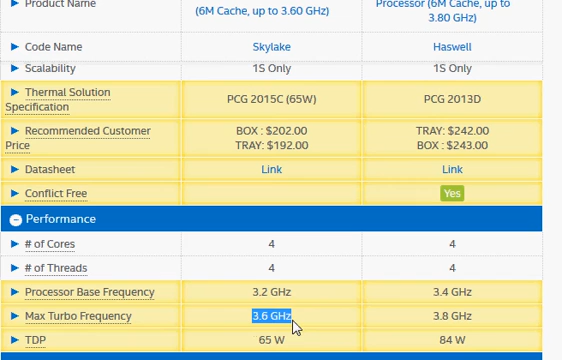 Product Name
(6M Cache, up to 3.60 GHz)
Processor (6M Cache, up to
3.80 GHz)
Code Name Skylake Haswell
Scalability 1S Only 1S Only
Thermal Solution
Specification PCG 2015C (65W) PCG 2013D
Recommended Customer BOX : $202.00 TRAY: $242.00
Price TRAY: $192.00 BOX : $243.00
Datasheet Link Link
Conflict Free Yes
Performance
# of Cores 4 4
# of Threads 4 4
Processor Base Frequency 3.2 GHz 3.4 GHz
Max Turbo Frequency 3.6 GHz 3.8 GHz
TDP 65 W 84 W